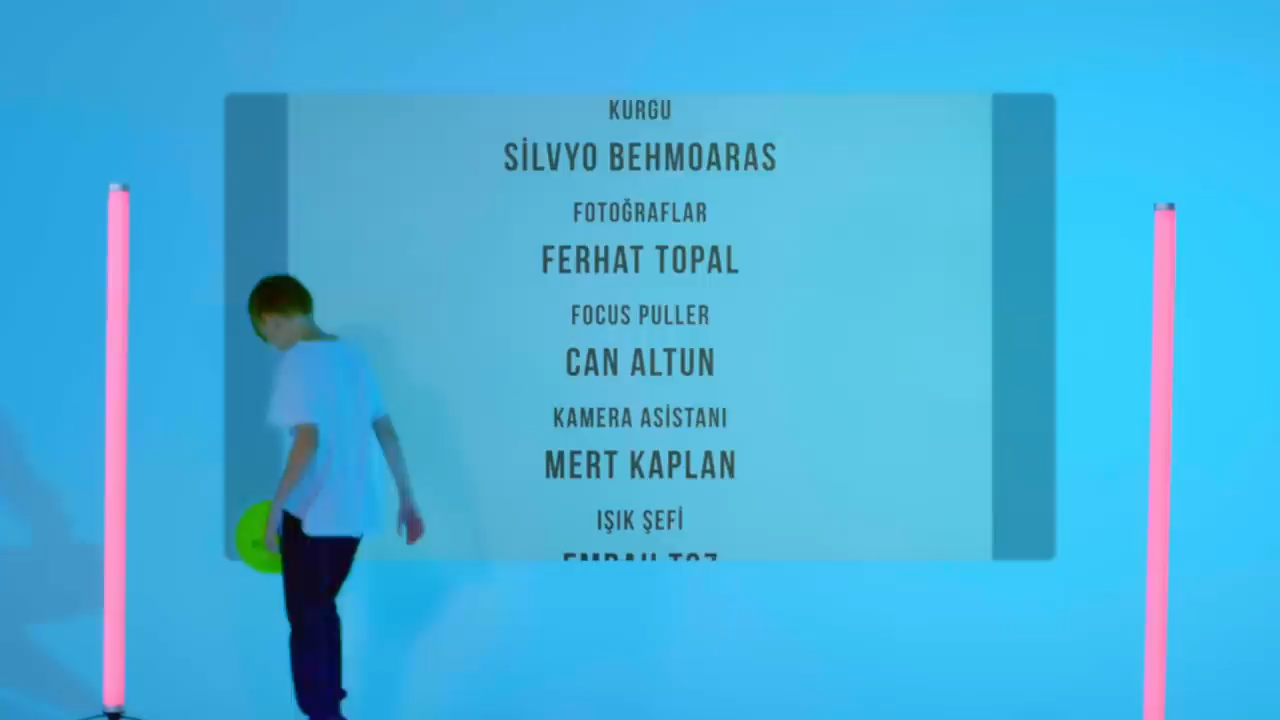 KURGU
SİLVYO BEHMOARAS
FOTOĞRAFLAR
FERHAT TOPAL
FOCUS PULLER
CAN ALTUN
KAMERA ASİSTANI
MERT KAPLAN
IŞIK ŞEFİ